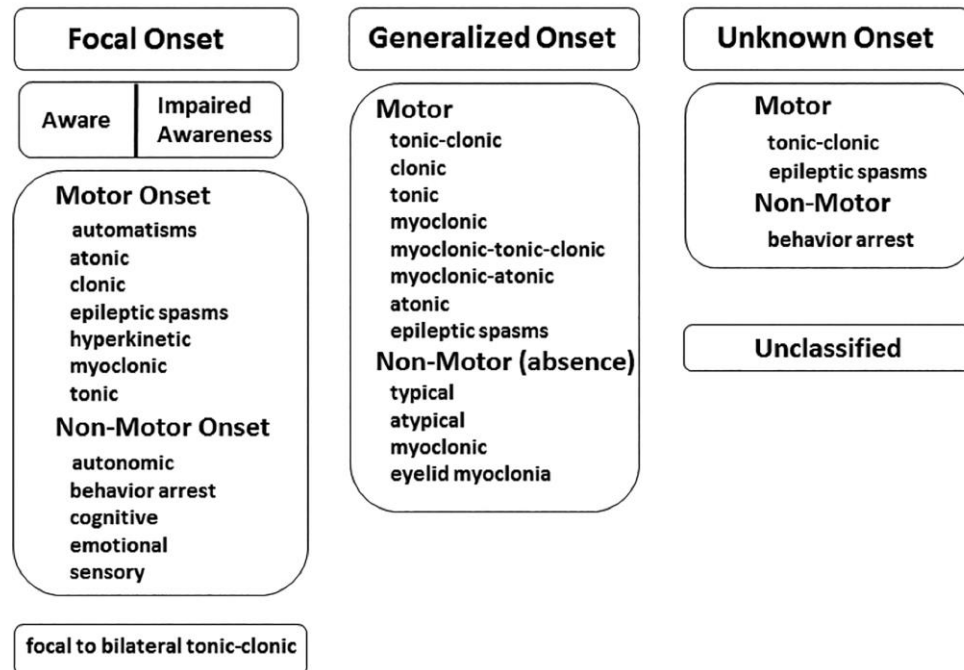 Focal Onset
Aware
Impaired
Awareness
Motor Onset
automatisms
atonic
clonic
epileptic spasms
hyperkinetic
myoclonic
tonic
Non-Motor Onset
autonomic
behavior arrest
cognitive
emotional
sensory
focal to bilateral tonic-clonic
Generalized Onset
Motor
tonic-clonic
clonic
tonic
myoclonic
myoclonic-tonic-clonic
myoclonic-atonic
atonic
epileptic spasms
Non-Motor (absence)
typical
atypical
myoclonic
eyelid myoclonia
Unknown Onset
Motor
tonic-clonic
epileptic spasms
Non-Motor
behavior arrest
Unclassified